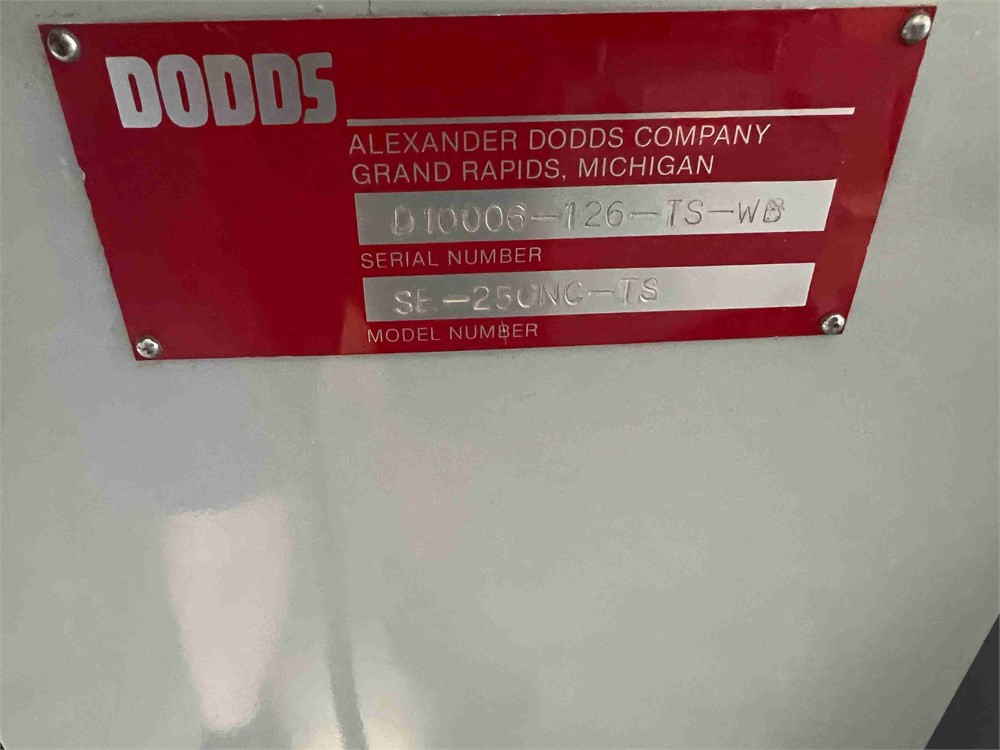 DODDS
ALEXANDER DODDS COMPANY
GRAND RAPIDS, MICHIGAN
D10006-126-TS-WB
SERIAL NUMBER
SE-25CNC-TS
MODEL NUMBER